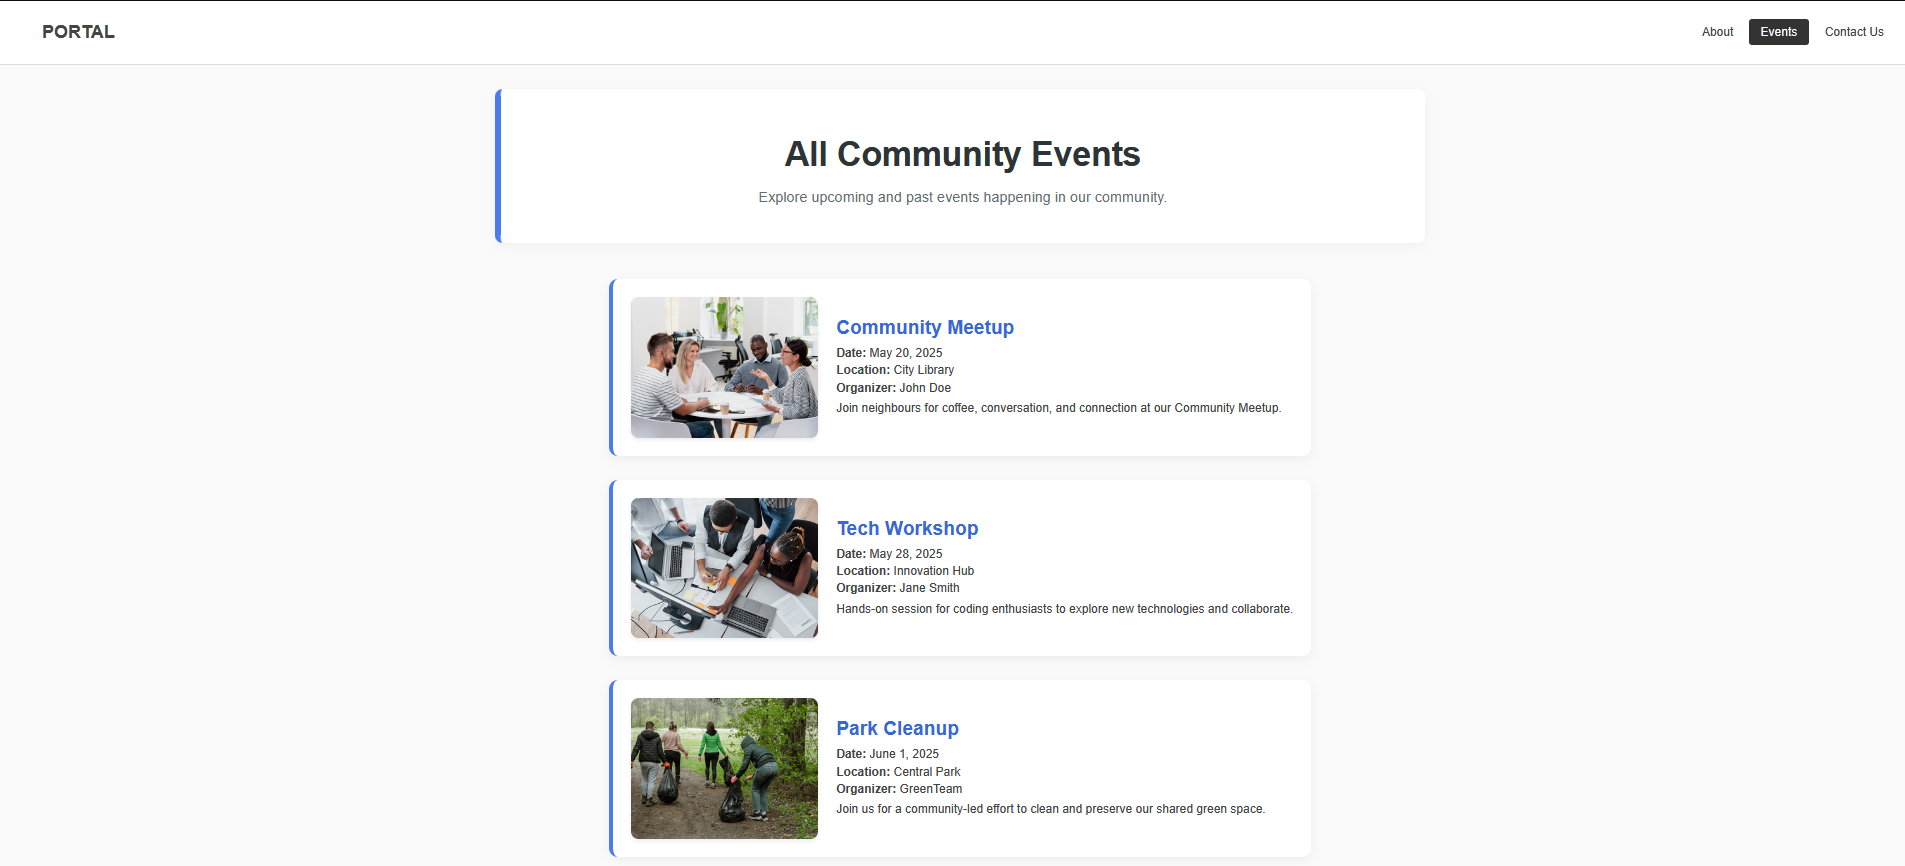 PORTAL
About
Events
Contact Us
All Community Events
Explore upcoming and past events happening in our community.
Community Meetup
Date: May 20, 2025
Location: City Library
Organizer: John Doe
Join neighbours for coffee, conversation, and connection at our Community Meetup.
Tech Workshop
Date: May 28, 2025
Location: Innovation Hub
Organizer: Jane Smith
Hands-on session for coding enthusiasts to explore new technologies and collaborate.
Park Cleanup
Date: June 1, 2025
Location: Central Park
Organizer: GreenTeam
Join us for a community-led effort to clean and preserve our shared green space.